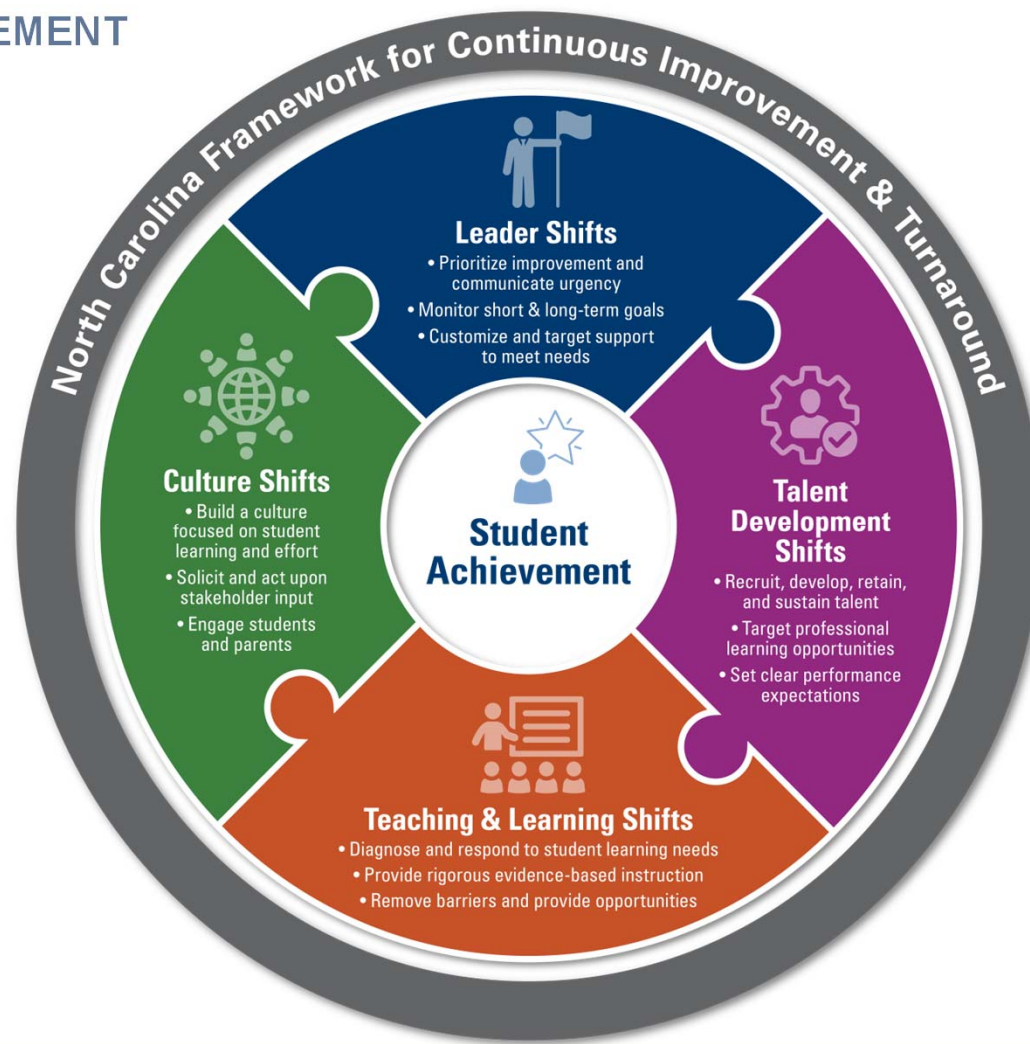 North Carolina Framework for Continuous Improvement & Turnaround
Leader Shifts
• Prioritize improvement and
communicate urgency
• Monitor short & long-term goals
• Customize and target support
to meet needs
Culture Shifts
• Build a culture
focused on student
learning and effort
• Solicit and act upon
stakeholder input
• Engage students
and parents
Student
Achievement
Talent
Development
Shifts
• Recruit, develop, retain,
and sustain talent
• Target professional
learning opportunities
• Set clear performance
expectations
Teaching & Learning Shifts
• Diagnose and respond to student learning needs
• Provide rigorous evidence-based instruction
• Remove barriers and provide opportunities